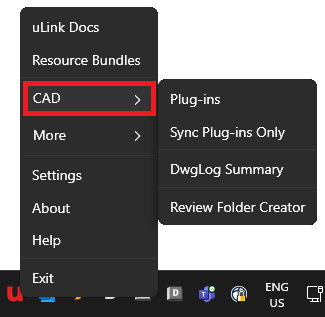 uLink Docs
Resource Bundles
CAD
More
Settings
About
Help
Exit
Plug-ins
Sync Plug-ins Only
DwgLog Summary
Review Folder Creator
u
D
ENG
US